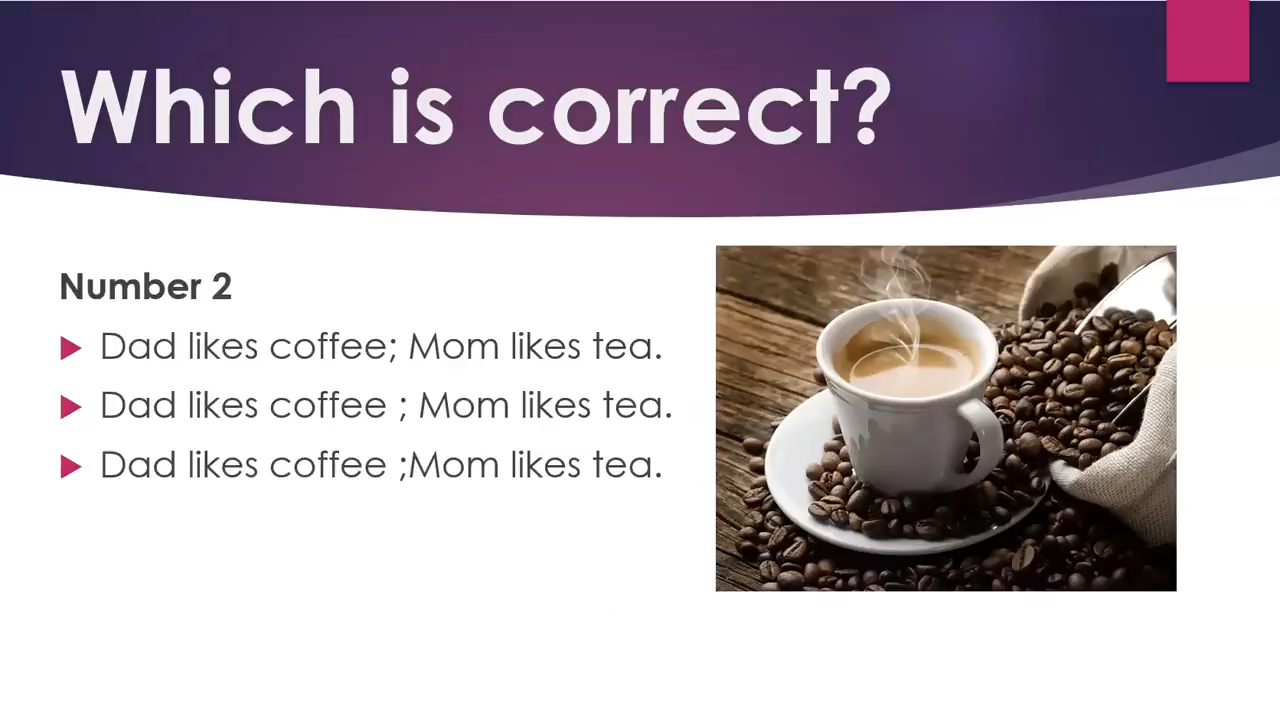 Which is correct?
Number 2
Dad likes coffee; Mom likes tea.
Dad likes coffee ; Mom likes tea.
Dad likes coffee ;Mom likes tea.